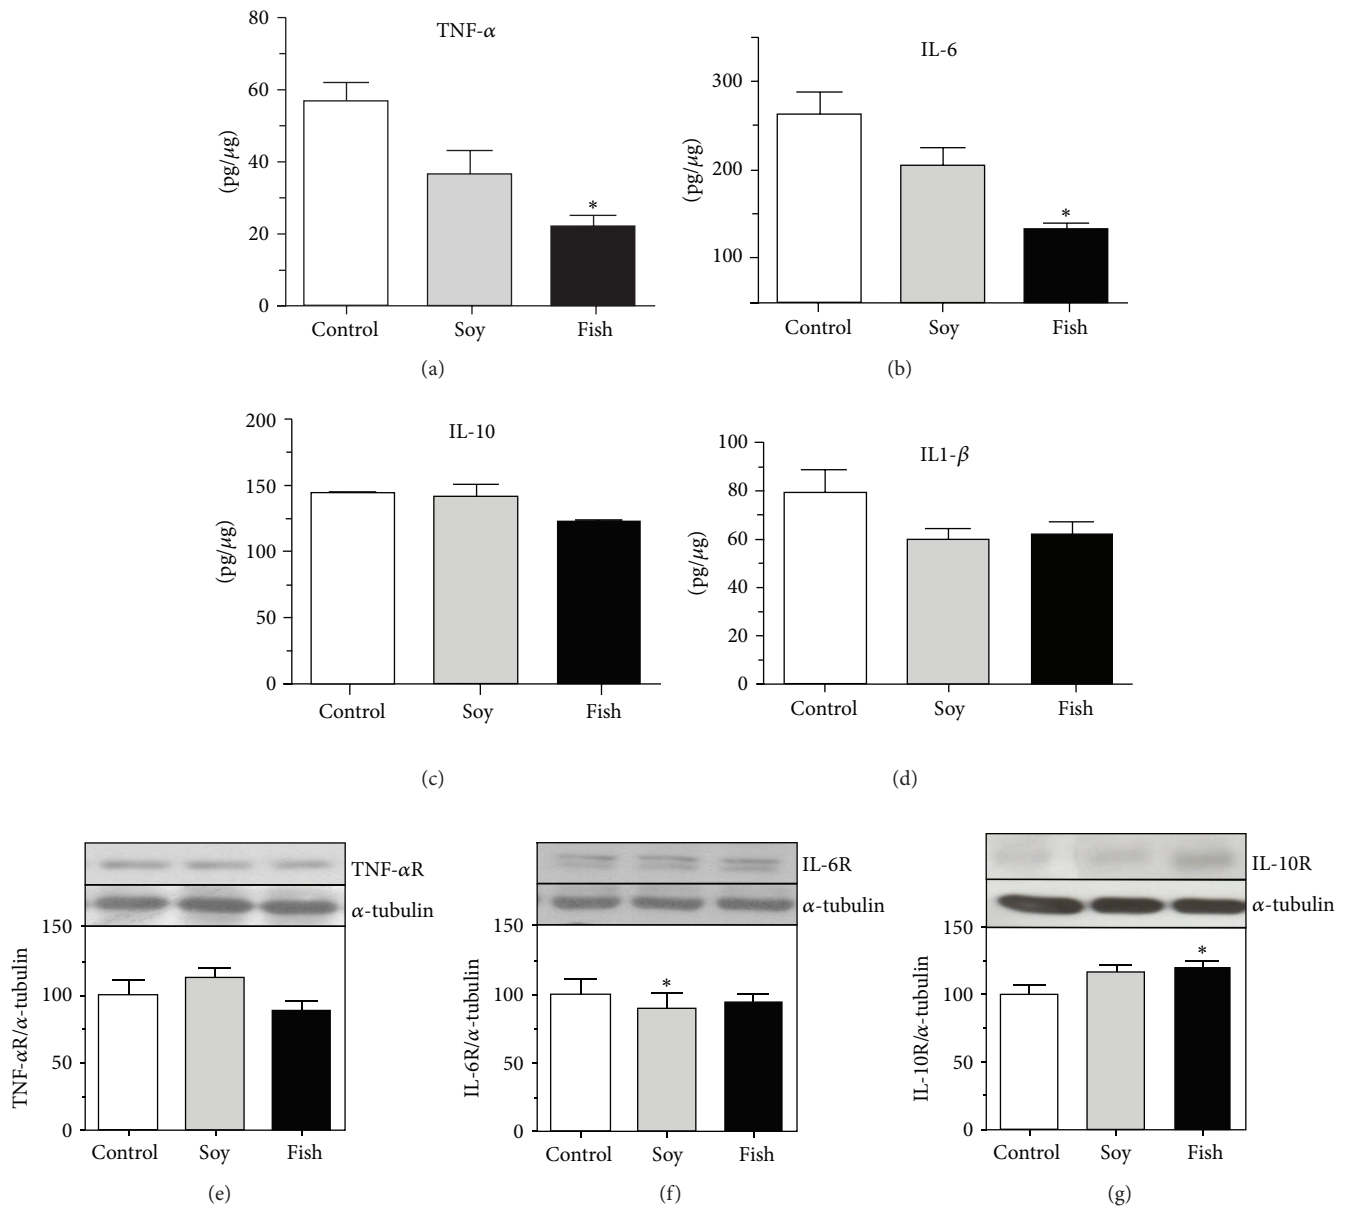 TNF-α
80
60
40
20
0
(pg/μg)
Control Soy Fish
*
(a)
IL-6
300
200
100
(pg/μg)
Control Soy Fish
*
(b)
IL-10
200
150
100
50
0
(pg/μg)
Control Soy Fish
(c)
IL1-β
100
80
60
40
20
0
(pg/μg)
Control Soy Fish
(d)
TNF-αR
α-tubulin
150
100
50
0
TNF-αR/α-tubulin
Control Soy Fish
(e)
IL-6R
α-tubulin
150
100
50
0
IL-6R/α-tubulin
*
Control Soy Fish
(f)
IL-10R
α-tubulin
150
100
50
0
IL-10R/α-tubulin
*
Control Soy Fish
(g)